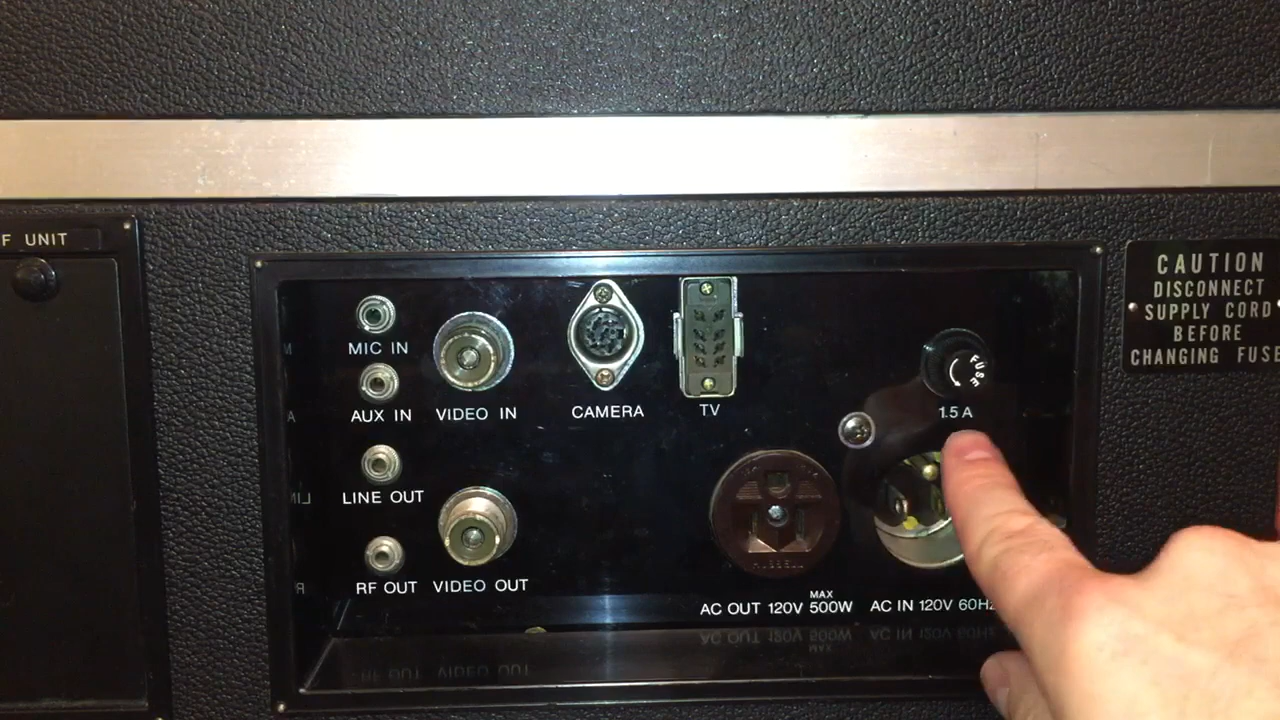 F UNIT
MIC IN
AUX IN
VIDEO IN
CAMERA
TV
FUSE
1.5 A
LINE OUT
RF OUT
VIDEO OUT
MAX
AC OUT 120V 500W
AC IN 120V 60Hz
CAUTION
DISCONNECT
SUPPLY CORD
BEFORE
CHANGING FUSE